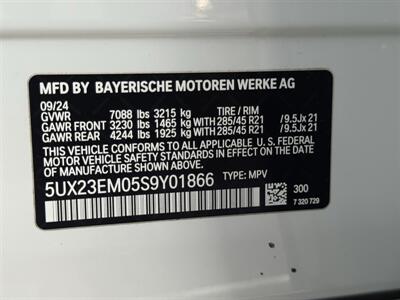 MFD BY BAYERISCHE MOTOREN WERKE AG
09/24
GVWR 7088 lbs 3215 kg TIRE / RIM
GAWR FRONT 3230 lbs 1465 kg WITH 285/45 R21 / 9.5Jx 21
GAWR REAR 4244 lbs 1925 kg WITH 285/45 R21 / 9.5Jx 21
THIS VEHICLE CONFORMS TO ALL APPLICABLE U.S. FEDERAL
MOTOR VEHICLE SAFETY STANDARDS IN EFFECT ON THE DATE OF
MANUFACTURE SHOWN ABOVE.
5UX23EM05S9Y01866 TYPE: MPV
300
7 320 729